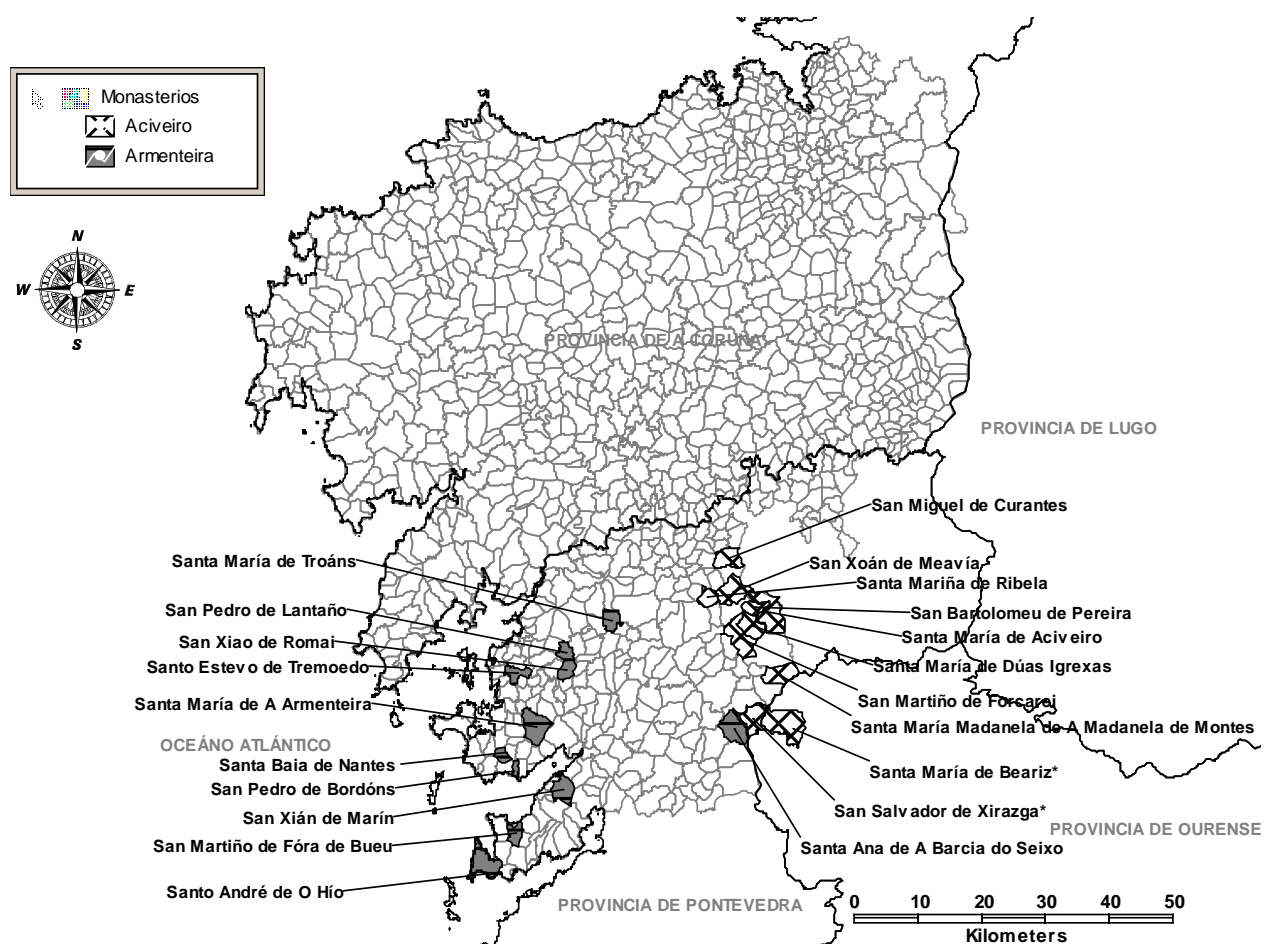 Monasterios
Aciveiro
Armenteira
N
W
E
S
PROVINCIA DE A CORUÑA
PROVINCIA DE LUGO
San Miguel de Curantes
Santa María de Troáns
San Xoán de Meavía
Santa Mariña de Ribela
San Pedro de Lantaño
San Bartolomeu de Pereira
San Xiao de Romai
Santa María de Aciveiro
Santo Estevo de Tremoedo
Santa María de Dúas Igrexas
San Martiño de Forcarei
Santa María de A Armenteira
Santa María Madanela de A Madanela de Montes
OCEÁNO ATLÁNTICO
Santa Baia de Nantes
Santa María de Beariz*
San Pedro de Bordóns
San Salvador de Xirazga*
San Xián de Marín
PROVINCIA DE OURENSE
San Martiño de Fóra de Bueu
Santa Ana de A Barcia do Seixo
Santo André de O Hío
PROVINCIA DE PONTEVEDRA
0 10 20 30 40 50
Kilometers